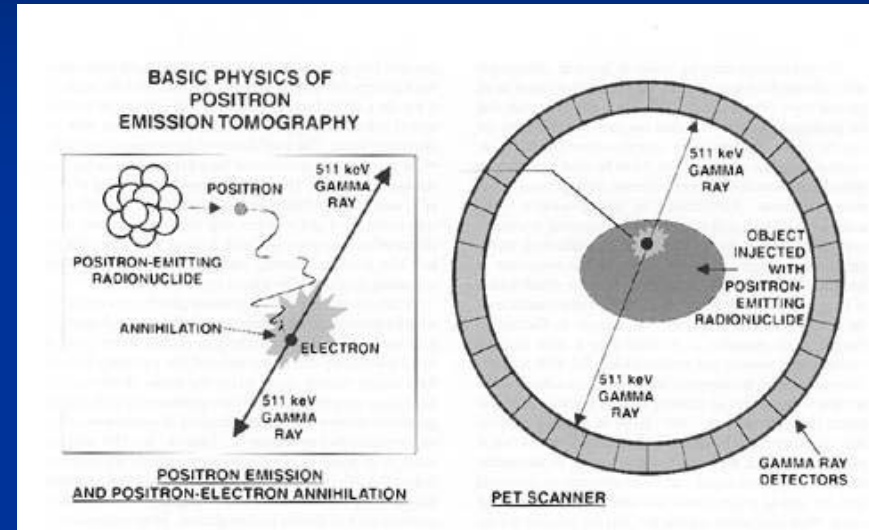 BASIC PHYSICS OF
POSITRON
EMISSION TOMOGRAPHY
511 keV
GAMMA
RAY
POSITRON
POSITRON-EMITTING
RADIONUCLIDE
ANNIHILATION
ELECTRON
511 keV
GAMMA
RAY
POSITRON EMISSION
AND POSITRON-ELECTRON ANNIHILATION
511 keV
GAMMA
RAY
OBJECT
INJECTED
WITH
POSITRON-
EMITTING
RADIONUCLIDE
511 keV
GAMMA
RAY
GAMMA RAY
DETECTORS
PET SCANNER